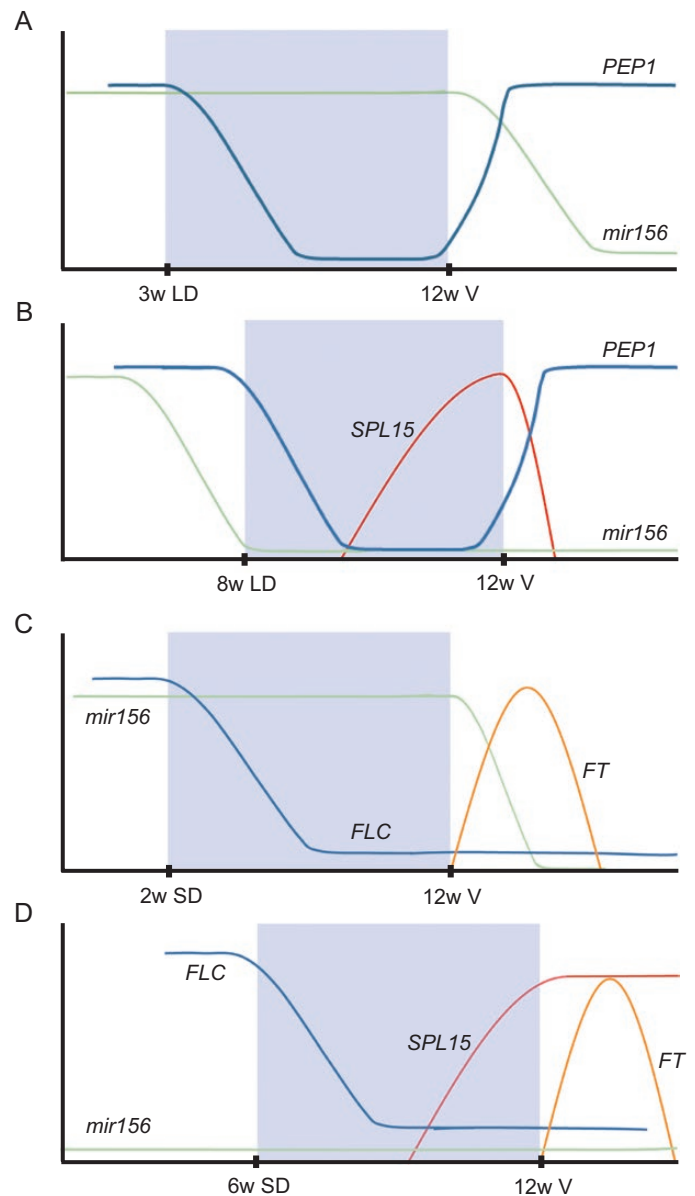 A
PEP1
mir156
3w LD 12w V
B
PEP1
SPL15
mir156
8w LD 12w V
C
mir156
FT
FLC
2w SD 12w V
D
FLC
SPL15
FT
mir156
6w SD 12w V